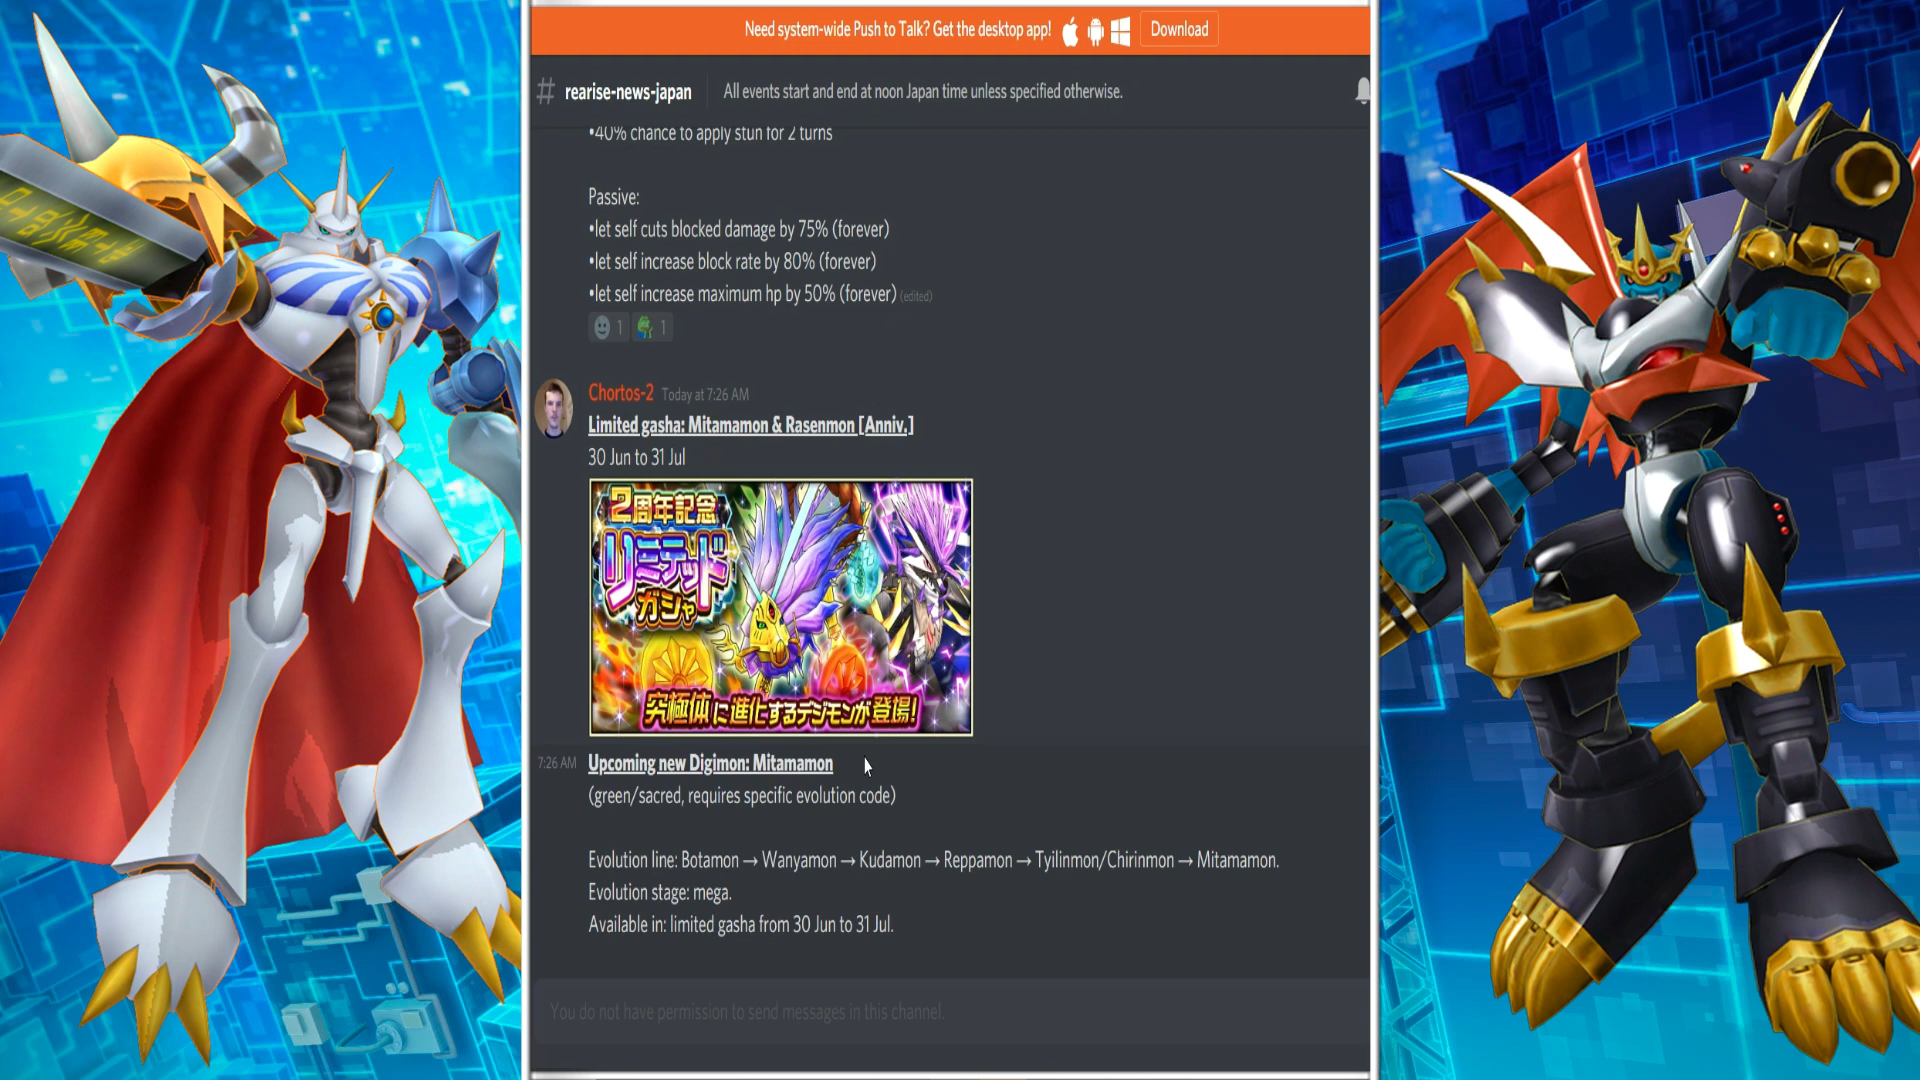 Need system-wide Push to Talk? Get the desktop app! Download
# rearise-news-japan All events start and end at noon Japan time unless specified otherwise.
•40% chance to apply stun for 2 turns
Passive:
•let self cuts blocked damage by 75% (forever)
•let self increase block rate by 80% (forever)
•let self increase maximum hp by 50% (forever) (edited)
1 1
Chortos-2 Today at 7:26 AM
Limited gasha: Mitamamon & Rasenmon [Anniv.]
30 Jun to 31 Jul
2周年記念
リミテッド
ガシャ
究極体に進化するデジモンが登場!
7:26 AM Upcoming new Digimon: Mitamamon
(green/sacred, requires specific evolution code)
Evolution line: Botamon → Wanyamon → Kudamon → Reppamon → Tyilinmon/Chirinmon → Mitamamon.
Evolution stage: mega.
Available in: limited gasha from 30 Jun to 31 Jul.
You do not have permission to send messages in this channel.